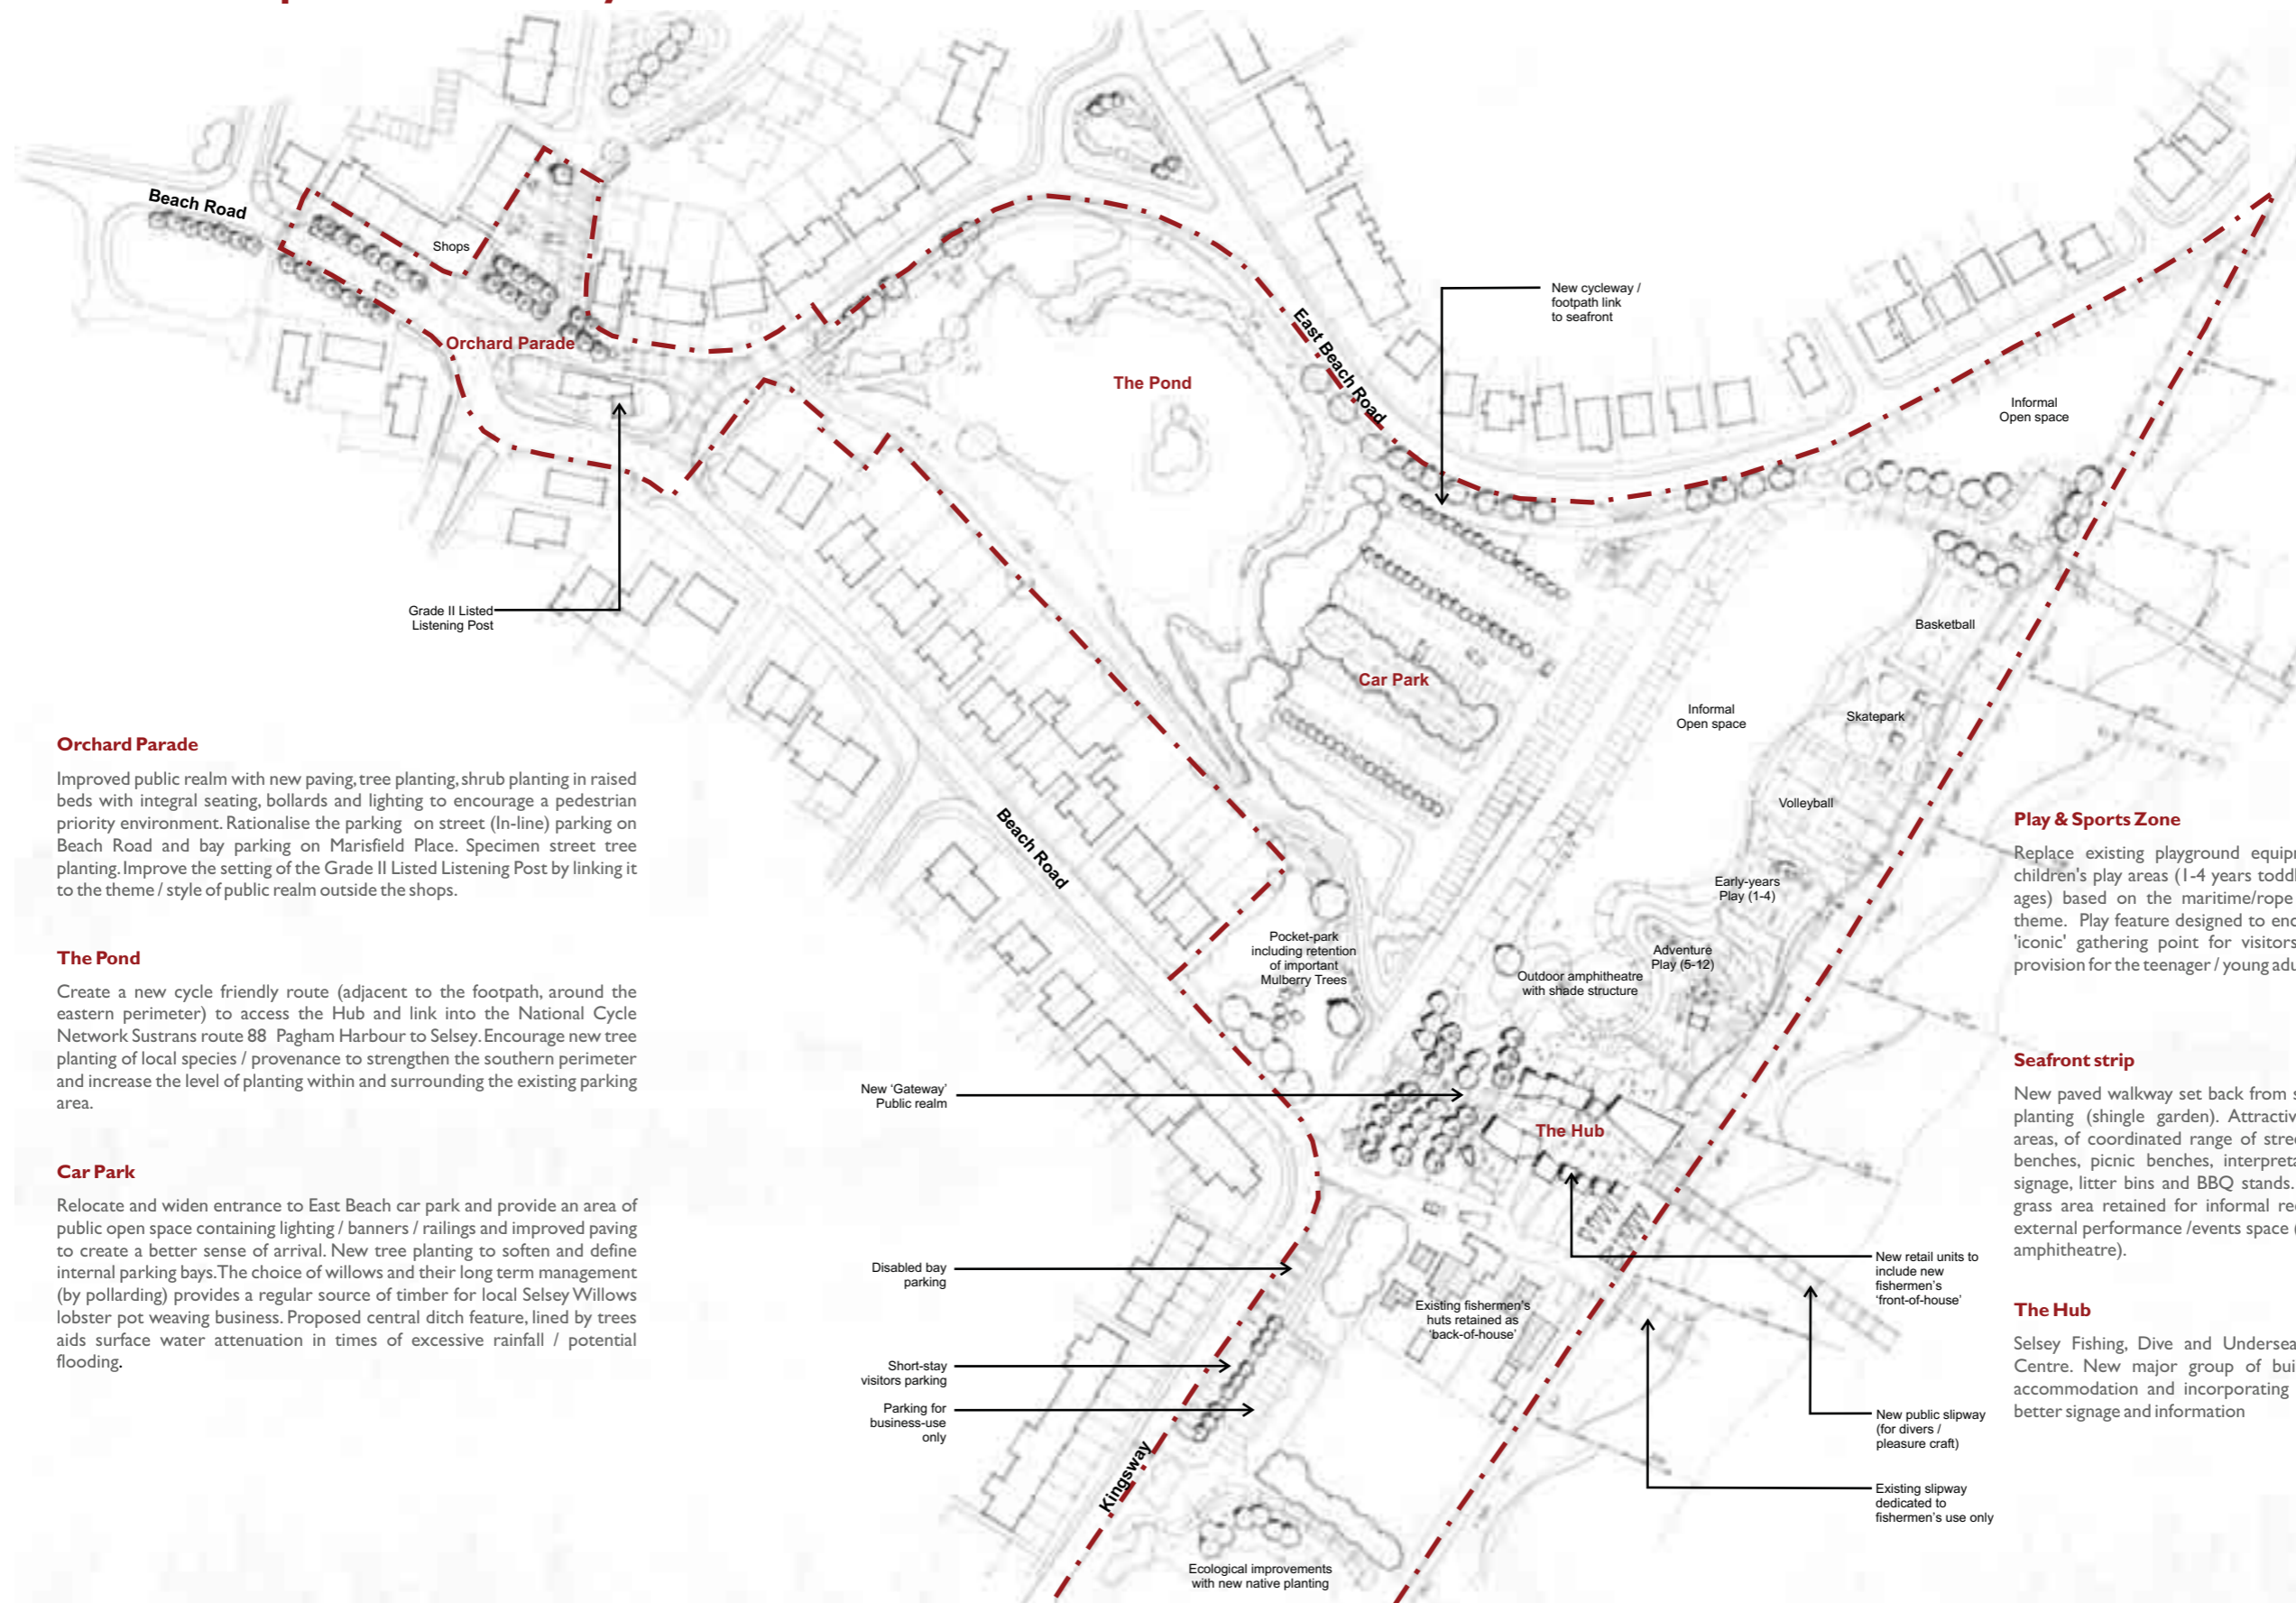 Beach Road
Shops
Orchard Parade
The Pond
East Beach Road
New cycleway /
footpath link
to seafront
Informal
Open space
Grade II Listed
Listening Post
Basketball
Car Park
Informal
Open space
Skatepark
Volleyball
Early-years
Play (1-4)
Beach Road
Pocket-park
including retention
of important
Mulberry Trees
Adventure
Play (5-12)
Outdoor amphitheatre
with shade structure
New ‘Gateway’
Public realm
The Hub
Disabled bay
parking
New retail units to
include new
fishermen’s
‘front-of-house’
Existing fishermen’s
huts retained as
‘back-of-house’
Short-stay
visitors parking
Parking for
business-use
only
New public slipway
(for divers /
pleasure craft)
Kingsway
Existing slipway
dedicated to
fishermen’s use only
Ecological improvements
with new native planting
Orchard Parade
Improved public realm with new paving, tree planting, shrub planting in raised
beds with integral seating, bollards and lighting to encourage a pedestrian
priority environment. Rationalise the parking on street (In-line) parking on
Beach Road and bay parking on Marisfield Place. Specimen street tree
planting. Improve the setting of the Grade II Listed Listening Post by linking it
to the theme / style of public realm outside the shops.
The Pond
Create a new cycle friendly route (adjacent to the footpath, around the
eastern perimeter) to access the Hub and link into the National Cycle
Network Sustrans route 88 Pagham Harbour to Selsey. Encourage new tree
planting of local species / provenance to strengthen the southern perimeter
and increase the level of planting within and surrounding the existing parking
area.
Car Park
Relocate and widen entrance to East Beach car park and provide an area of
public open space containing lighting / banners / railings and improved paving
to create a better sense of arrival. New tree planting to soften and define
internal parking bays. The choice of willows and their long term management
(by pollarding) provides a regular source of timber for local Selsey Willows
lobster pot weaving business. Proposed central ditch feature, lined by trees
aids surface water attenuation in times of excessive rainfall / potential
flooding.
Play & Sports Zone
Replace existing playground
children's play areas (1-4 years
ages) based on the maritime/rope
theme. Play feature designed to
'iconic' gathering point for visitors
provision for the teenager / young
Seafront strip
New paved walkway set back from
planting (shingle garden).
areas, of coordinated range of
benches, picnic benches,
signage, litter bins and BBQ stands.
grass area retained for informal
external performance /events space
amphitheatre).
The Hub
Selsey Fishing, Dive and
Centre. New major group of
accommodation and incorporating
better signage and information